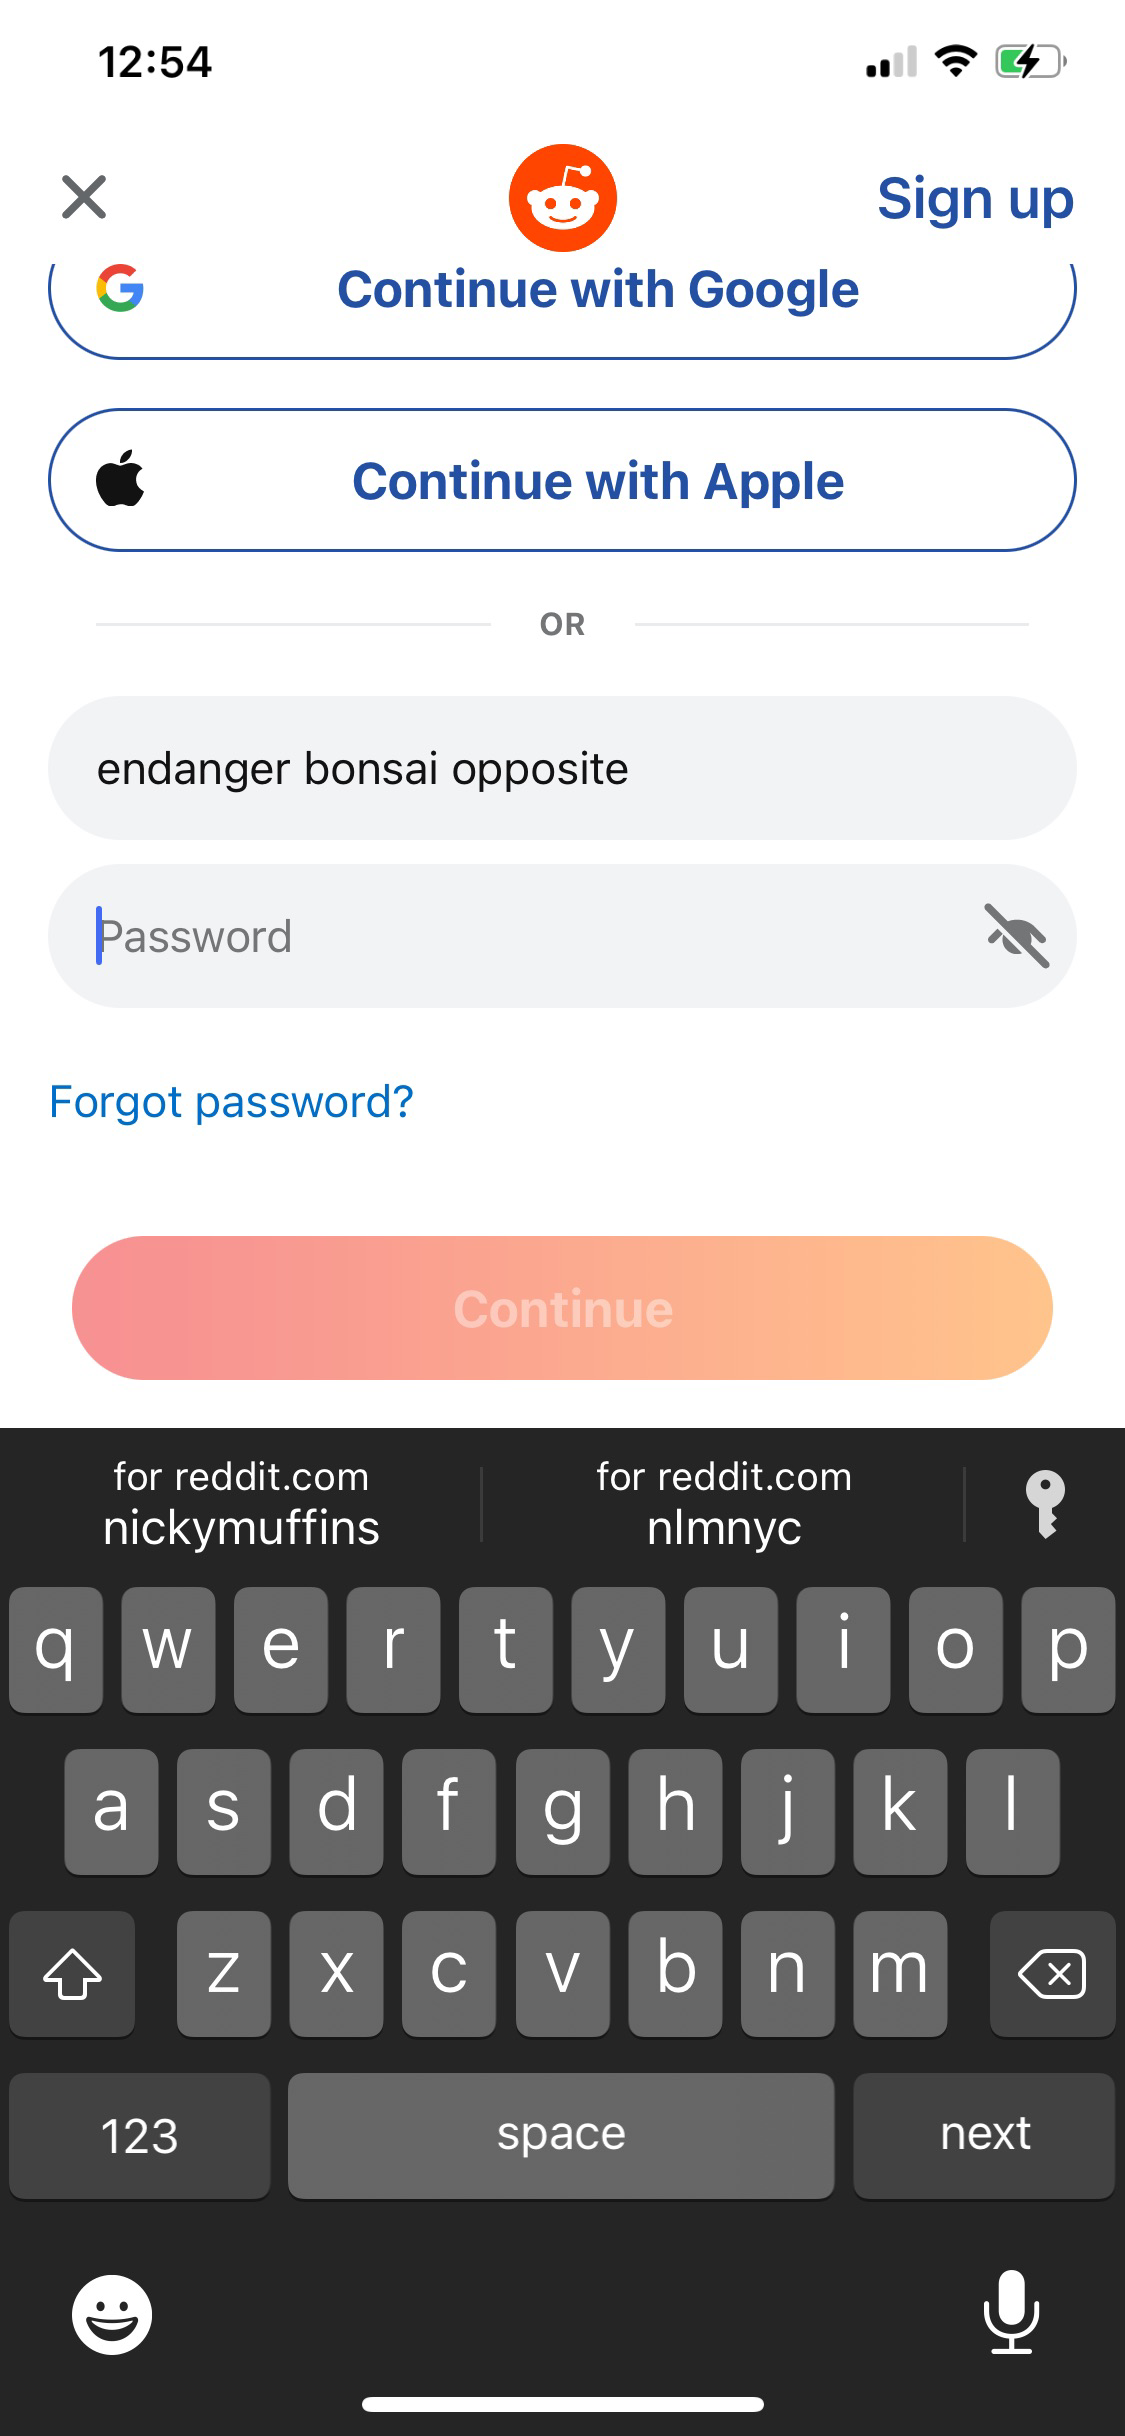 12:54
Sign up
Continue with Google
Continue with Apple
OR
endanger bonsai opposite
Password
Forgot password?
Continue
for reddit.com
nickymuffins
for reddit.com
nlmnyc
q w e r t y u i o p
a s d f g h j k l
z x c v b n m
123 space next